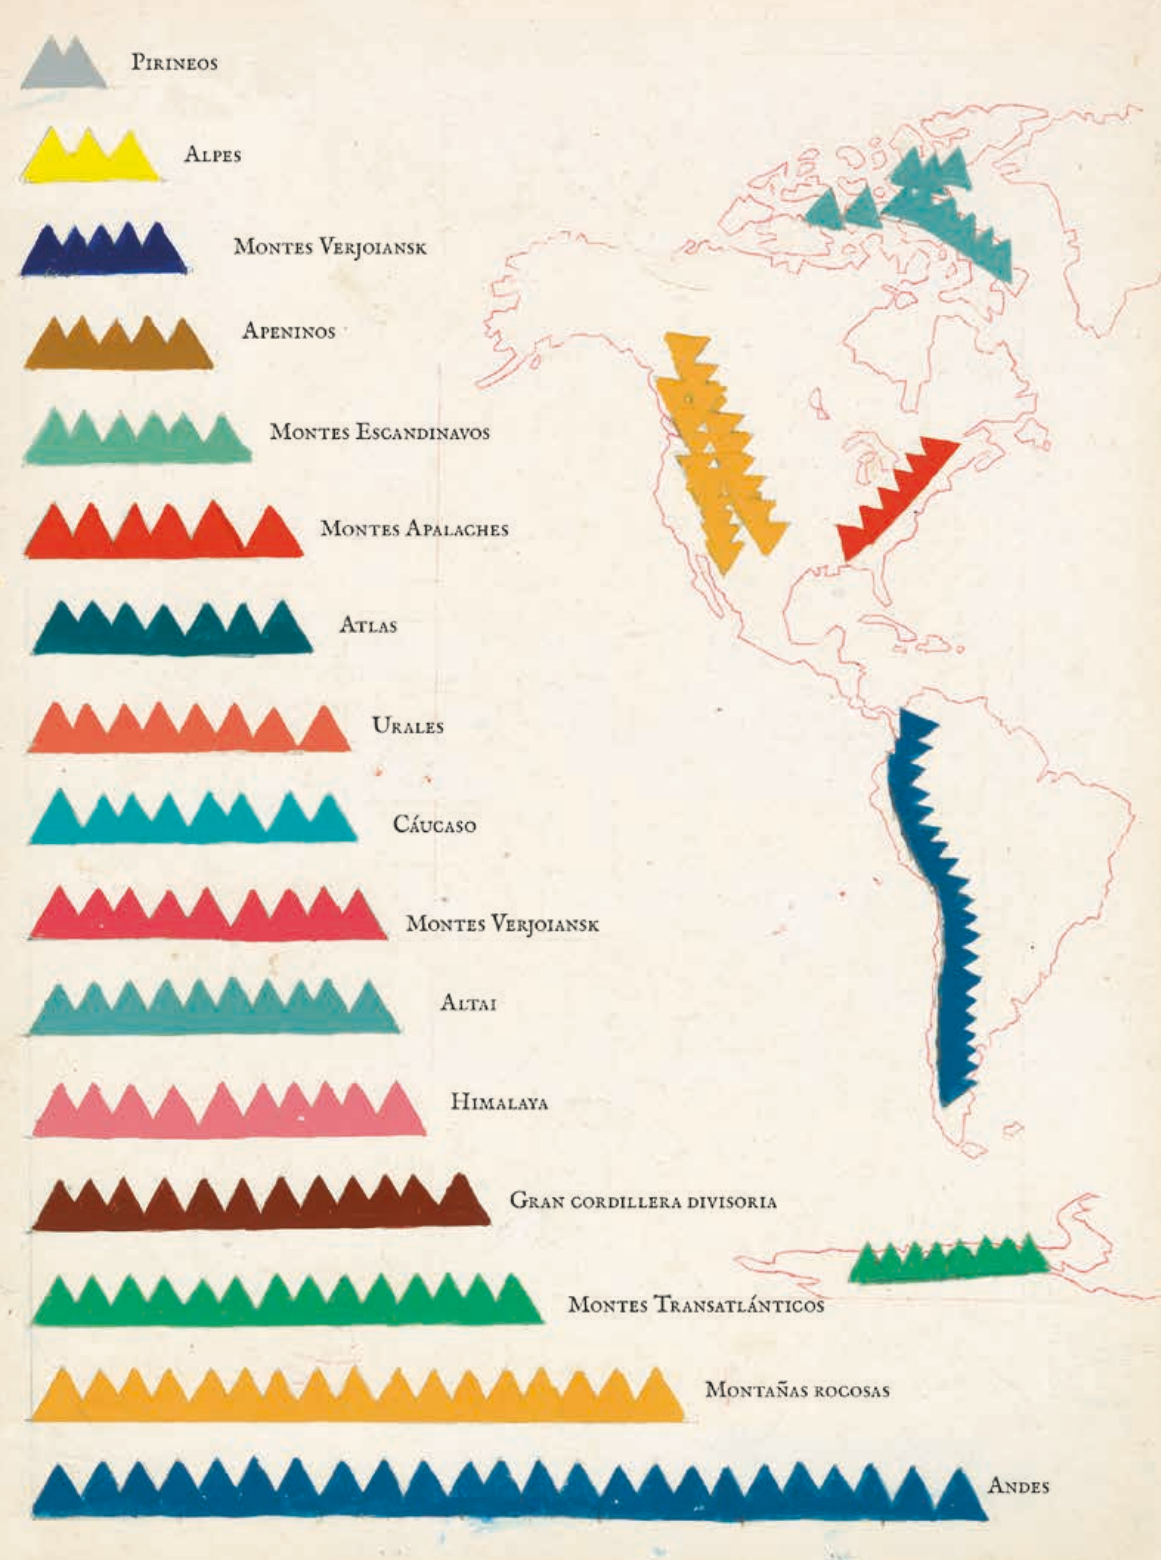 Pirineos
Alpes
Montes Verjoiansk
Apeninos
Montes Escandinavos
Montes Apalaches
Atlas
Urales
Cáucaso
Montes Verjoiansk
Altai
Himalaya
Gran cordillera divisoria
Montes Transatlánticos
Montañas rocosas
Andes